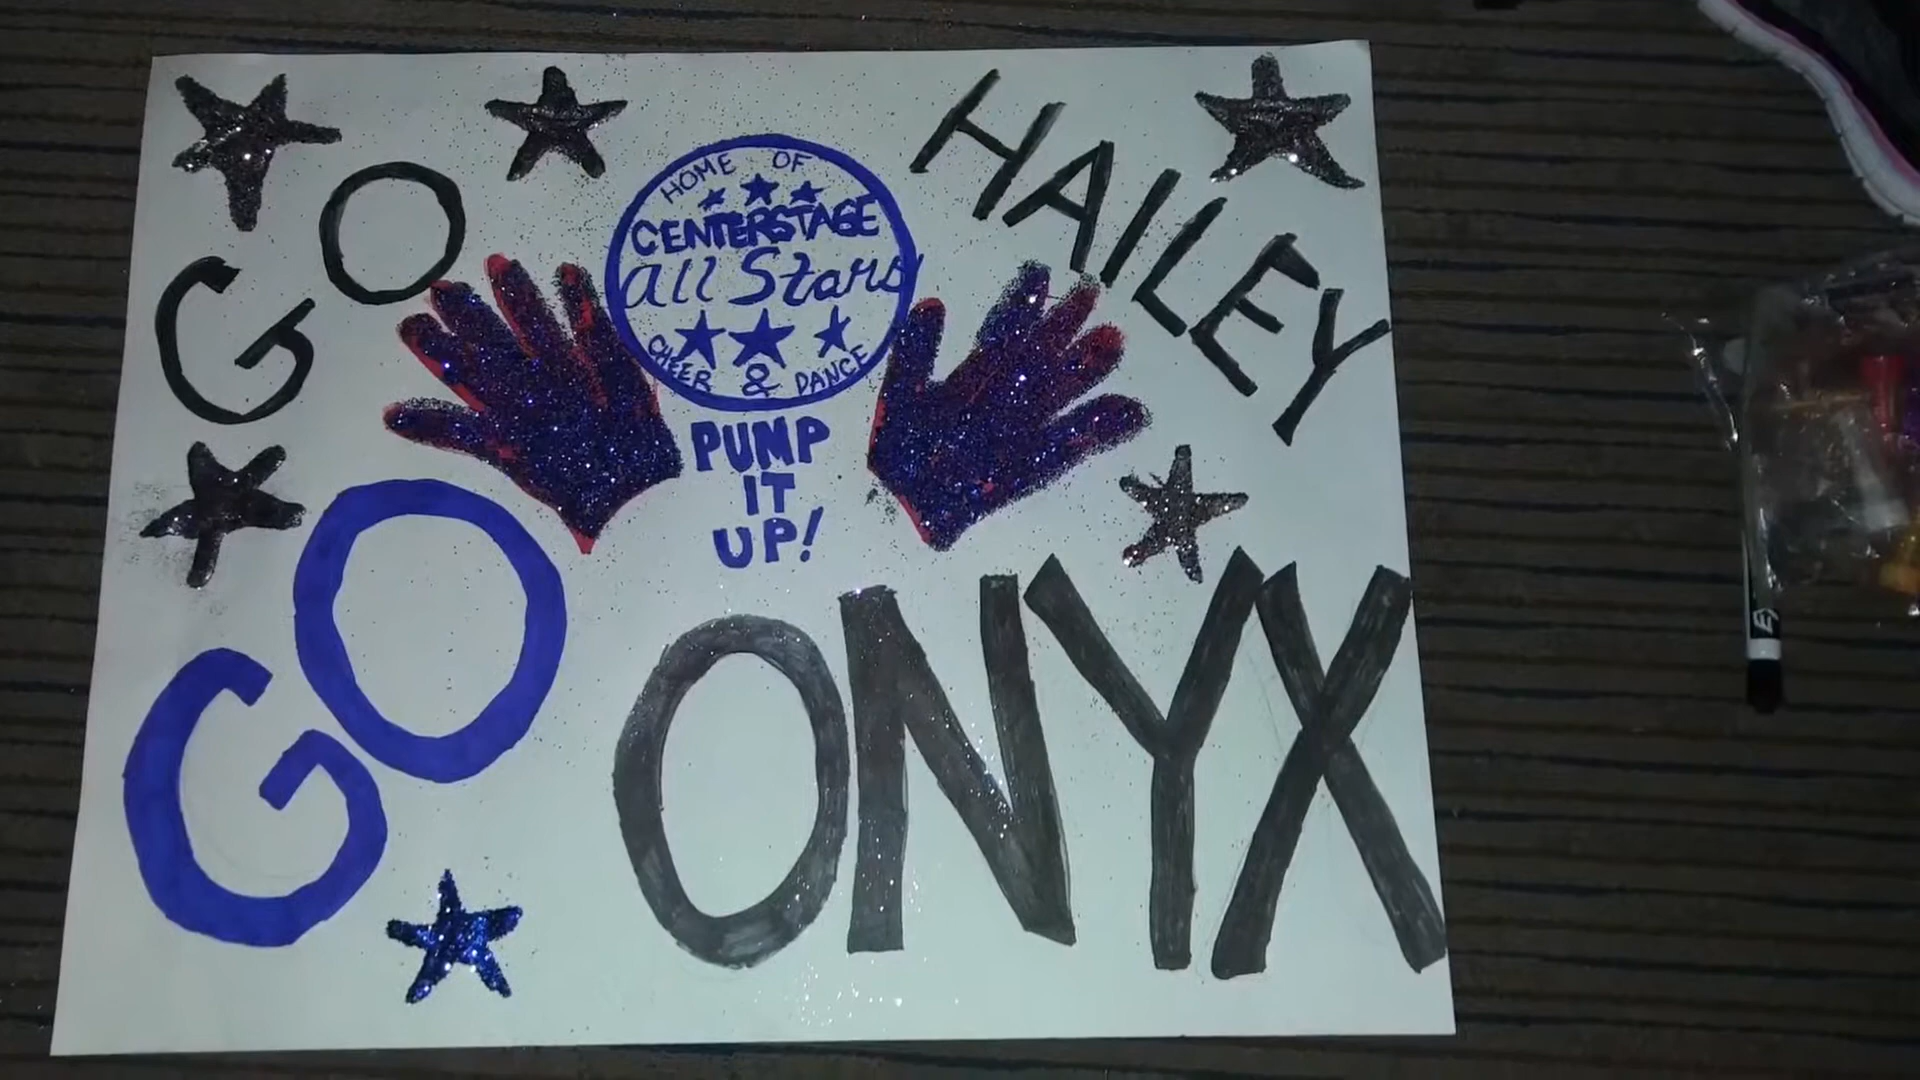 GO
HAILEY
HOME OF
CENTERSTAGE
All Stars
CHEER & DANCE
PUMP
IT
UP!
GO
ONYX